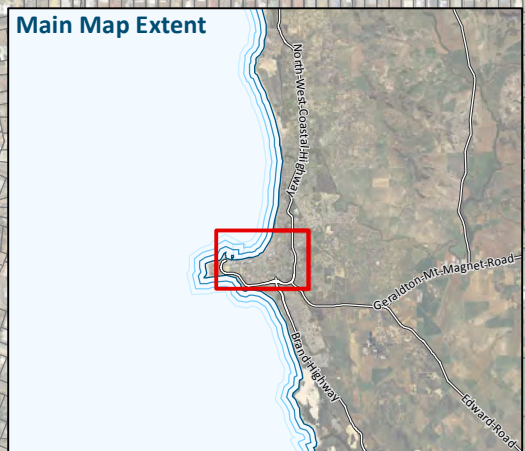 Main Map Extent
North-West-Coastal-Highway
Geraldton-Mt-Magnet-Road
Brand-Highway
Edward-Road